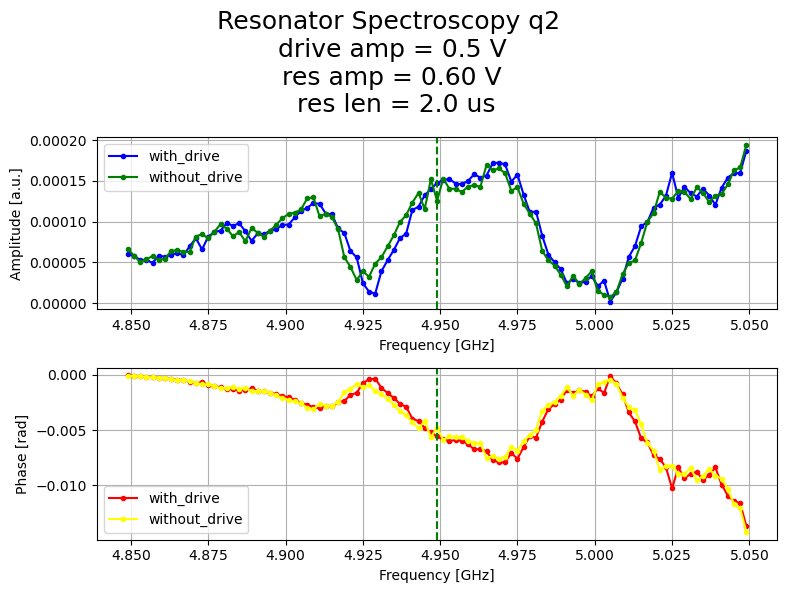 Resonator Spectroscopy q2
drive amp = 0.5 V
res amp = 0.60 V
res len = 2.0 us
0.00020
0.00015
0.00010
0.00005
0.00000
Amplitude [a.u.]
with_drive
without_drive
4.850 4.875 4.900 4.925 4.950 4.975 5.000 5.025 5.050
Frequency [GHz]
0.000
−0.005
−0.010
Phase [rad]
with_drive
without_drive
4.850 4.875 4.900 4.925 4.950 4.975 5.000 5.025 5.050
Frequency [GHz]